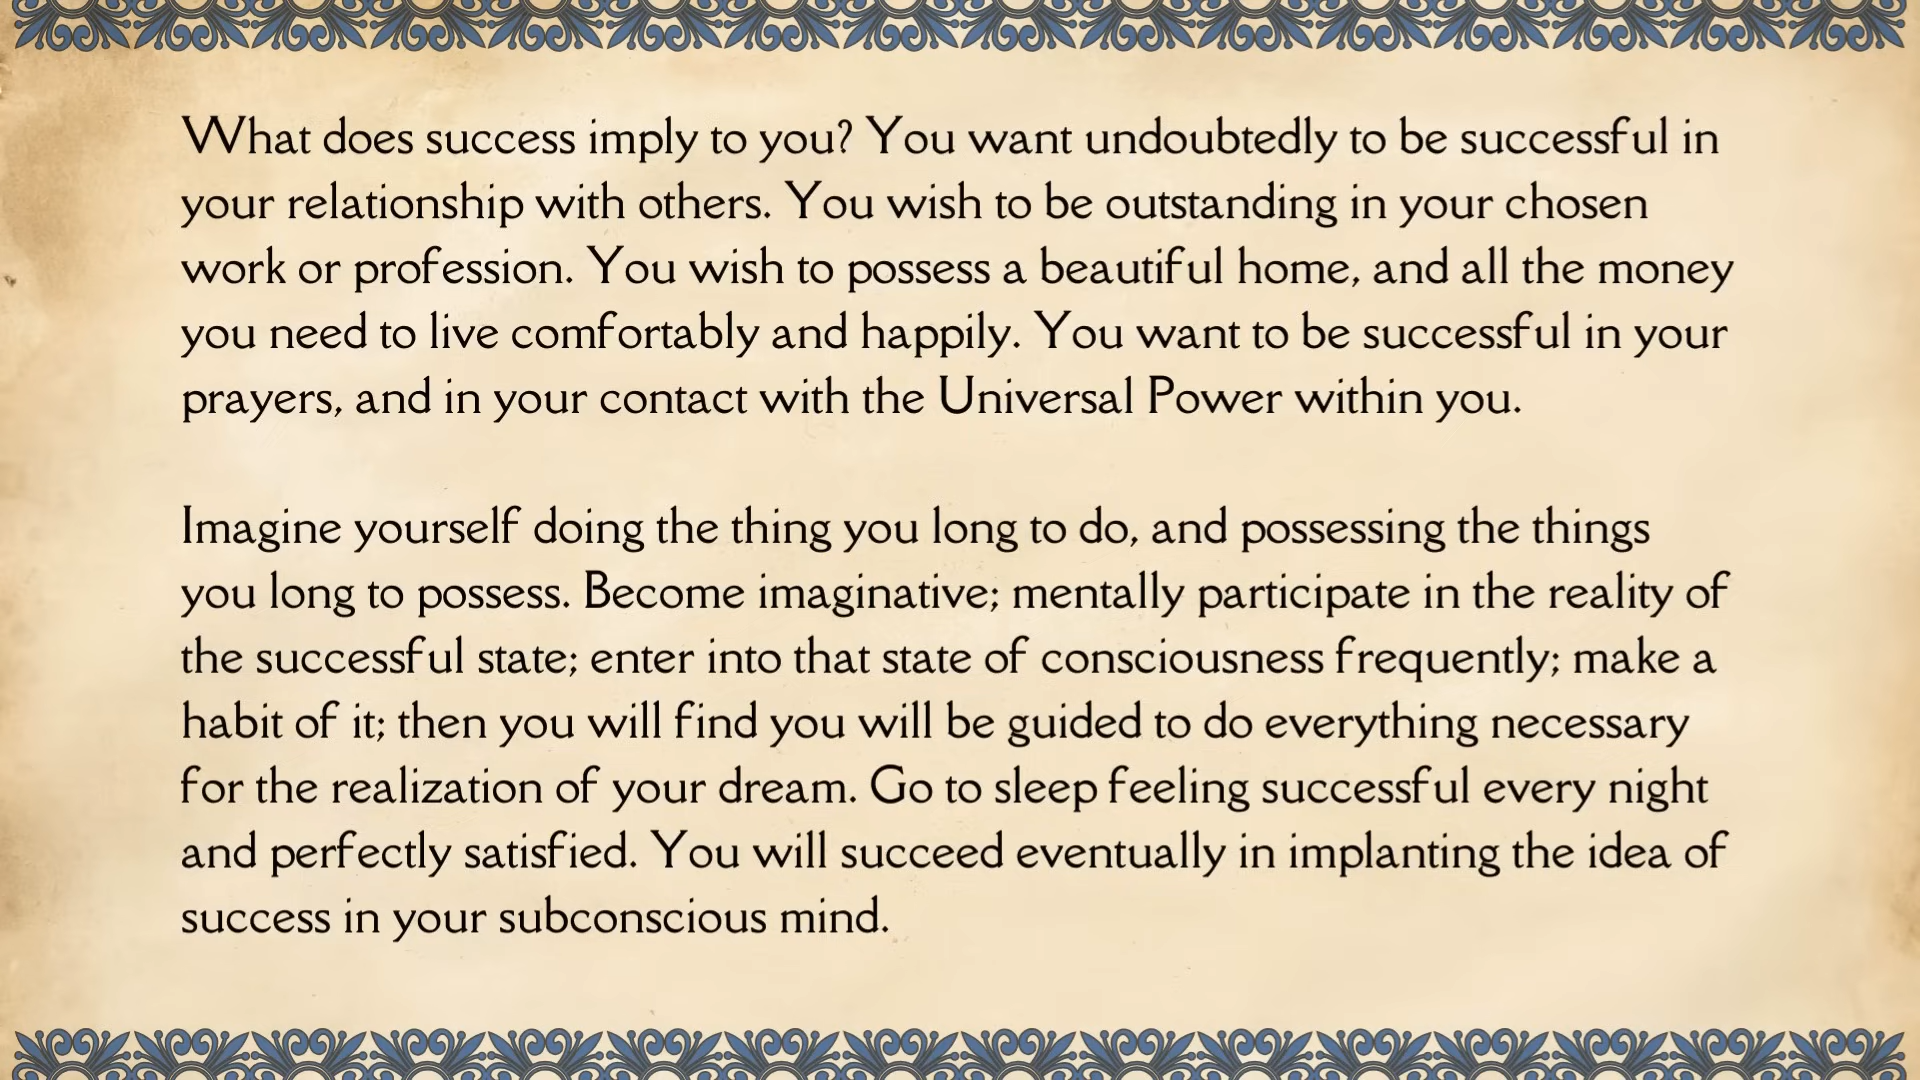 What does success imply to you? You want undoubtedly to be successful in
your relationship with others. You wish to be outstanding in your chosen
work or profession. You wish to possess a beautiful home, and all the money
you need to live comfortably and happily. You want to be successful in your
prayers, and in your contact with the Universal Power within you.
Imagine yourself doing the thing you long to do, and possessing the things
you long to possess. Become imaginative; mentally participate in the reality of
the successful state; enter into that state of consciousness frequently; make a
habit of it; then you will find you will be guided to do everything necessary
for the realization of your dream. Go to sleep feeling successful every night
and perfectly satisfied. You will succeed eventually in implanting the idea of
success in your subconscious mind.